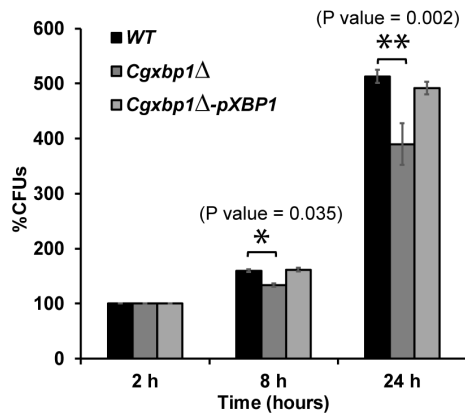 (P value = 0.002)
600
WT
**
Cgxbp1Δ
500
Cgxbp1Δ-pXBP1
400
%CFUs
300
(P value = 0.035)
*
200
100
0
2 h 8 h 24 h
Time (hours)